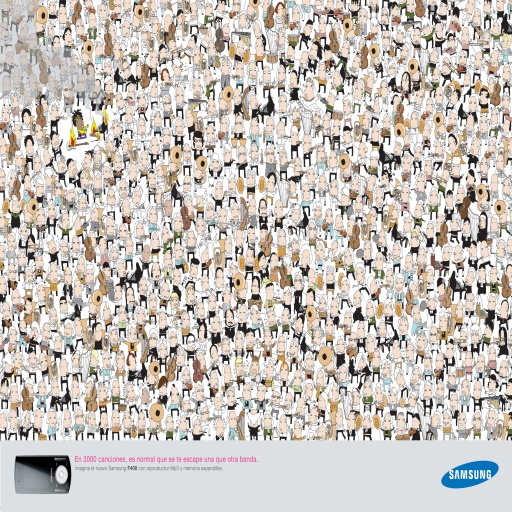 En 3000 canciones, es normal que se te escape una que otra banda.
Imagina el nuevo Samsung F400 con reproductor Mp3 y memoria expandible.
SAMSUNG